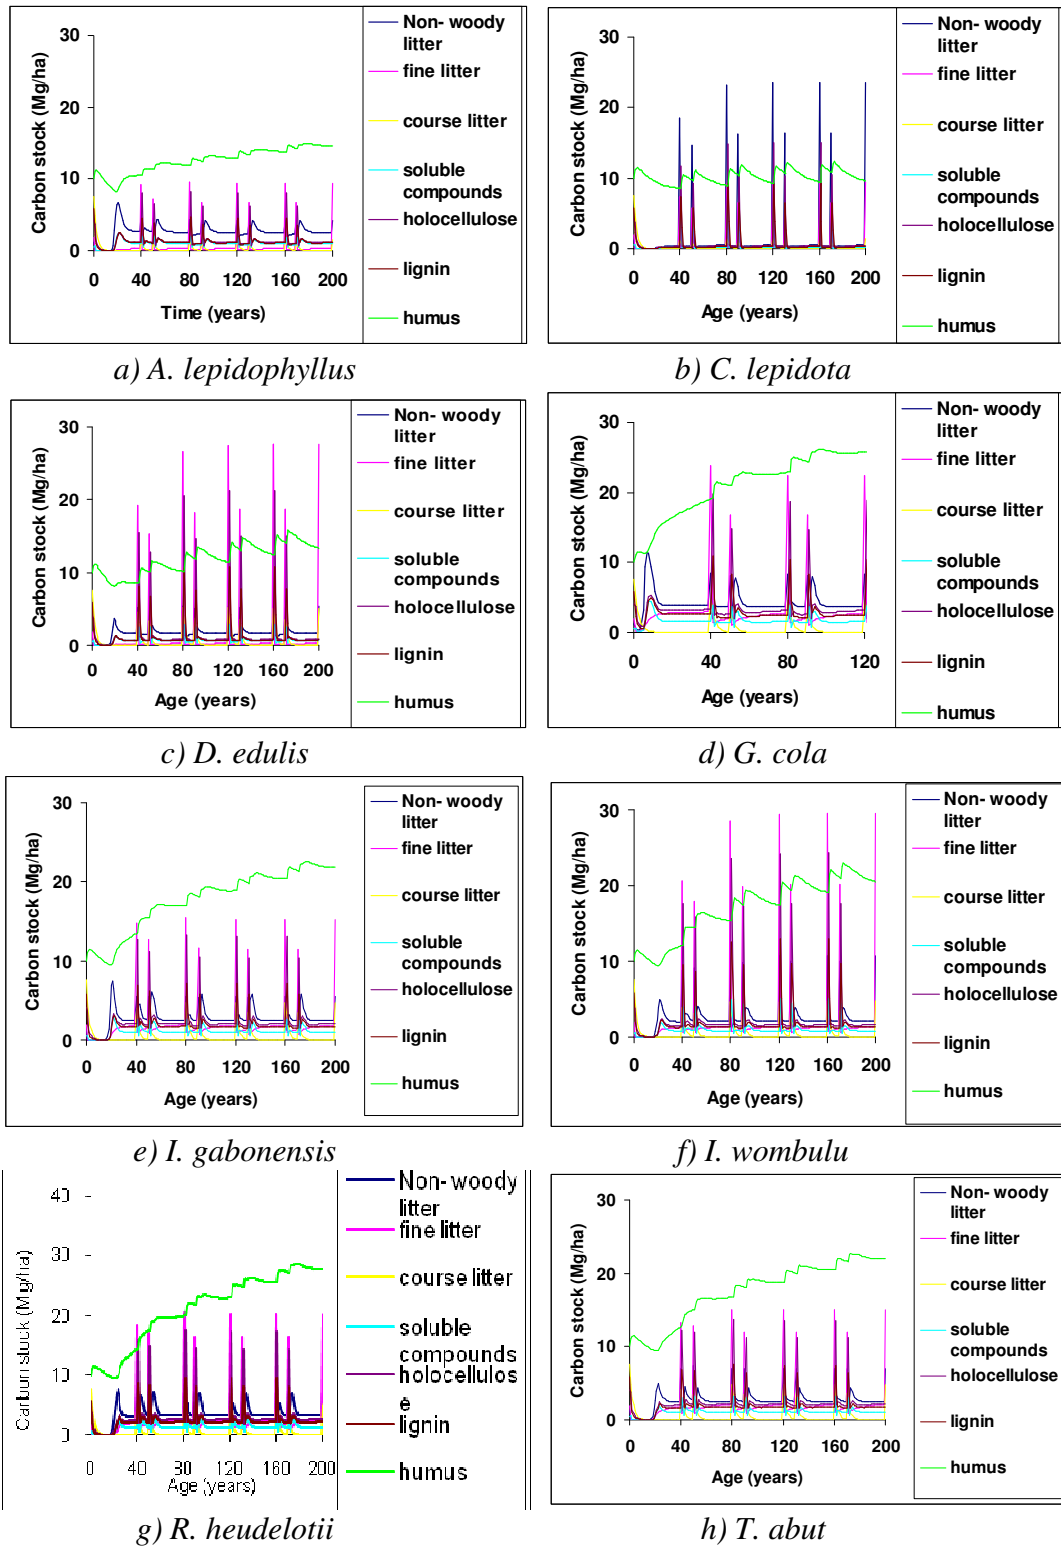 Carbon stock (Mg/ha)
30
20
10
0
0 40 80 120 160 200
Time (years)
Non- woody
litter
fine litter
course litter
soluble
compounds
holocellulose
lignin
humus
a) A. lepidophyllus
Carbon stock (Mg/ha)
30
20
10
0
0 40 80 120 160 200
Age (years)
Non- woody
litter
fine litter
course litter
soluble
compounds
holocellulose
lignin
humus
b) C. lepidota
Carbon stock (Mg/ha)
30
20
10
0
0 40 80 120 160 200
Age (years)
Non- woody
litter
fine litter
course litter
soluble
compounds
holocellulose
lignin
humus
c) D. edulis
Carbon stock (Mg/ha)
30
20
10
0
0 40 80 120
Age (years)
Non- woody
litter
fine litter
course litter
soluble
compounds
holocellulose
lignin
humus
d) G. cola
Carbon stock (Mg/ha)
30
20
10
0
0 40 80 120 160 200
Age (years)
Non- woody
litter
fine litter
course litter
soluble
compounds
holocellulose
lignin
humus
e) I. gabonensis
Carbon stock (Mg/ha)
30
20
10
0
0 40 80 120 160 200
Age (years)
Non- woody
litter
fine litter
course litter
soluble
compounds
holocellulose
lignin
humus
f) I. wombulu
Carbon stock (Mg/ha)
40
30
20
10
0
0 40 80 120 160 200
Age (years)
Non- woody
litter
fine litter
course litter
soluble
compounds
holocellulos
e
lignin
humus
g) R. heudelotii
Carbon stock (Mg/ha)
30
20
10
0
0 40 80 120 160 200
Age (years)
Non- woody
litter
fine litter
course litter
soluble
compounds
holocellulose
lignin
humus
h) T. abut